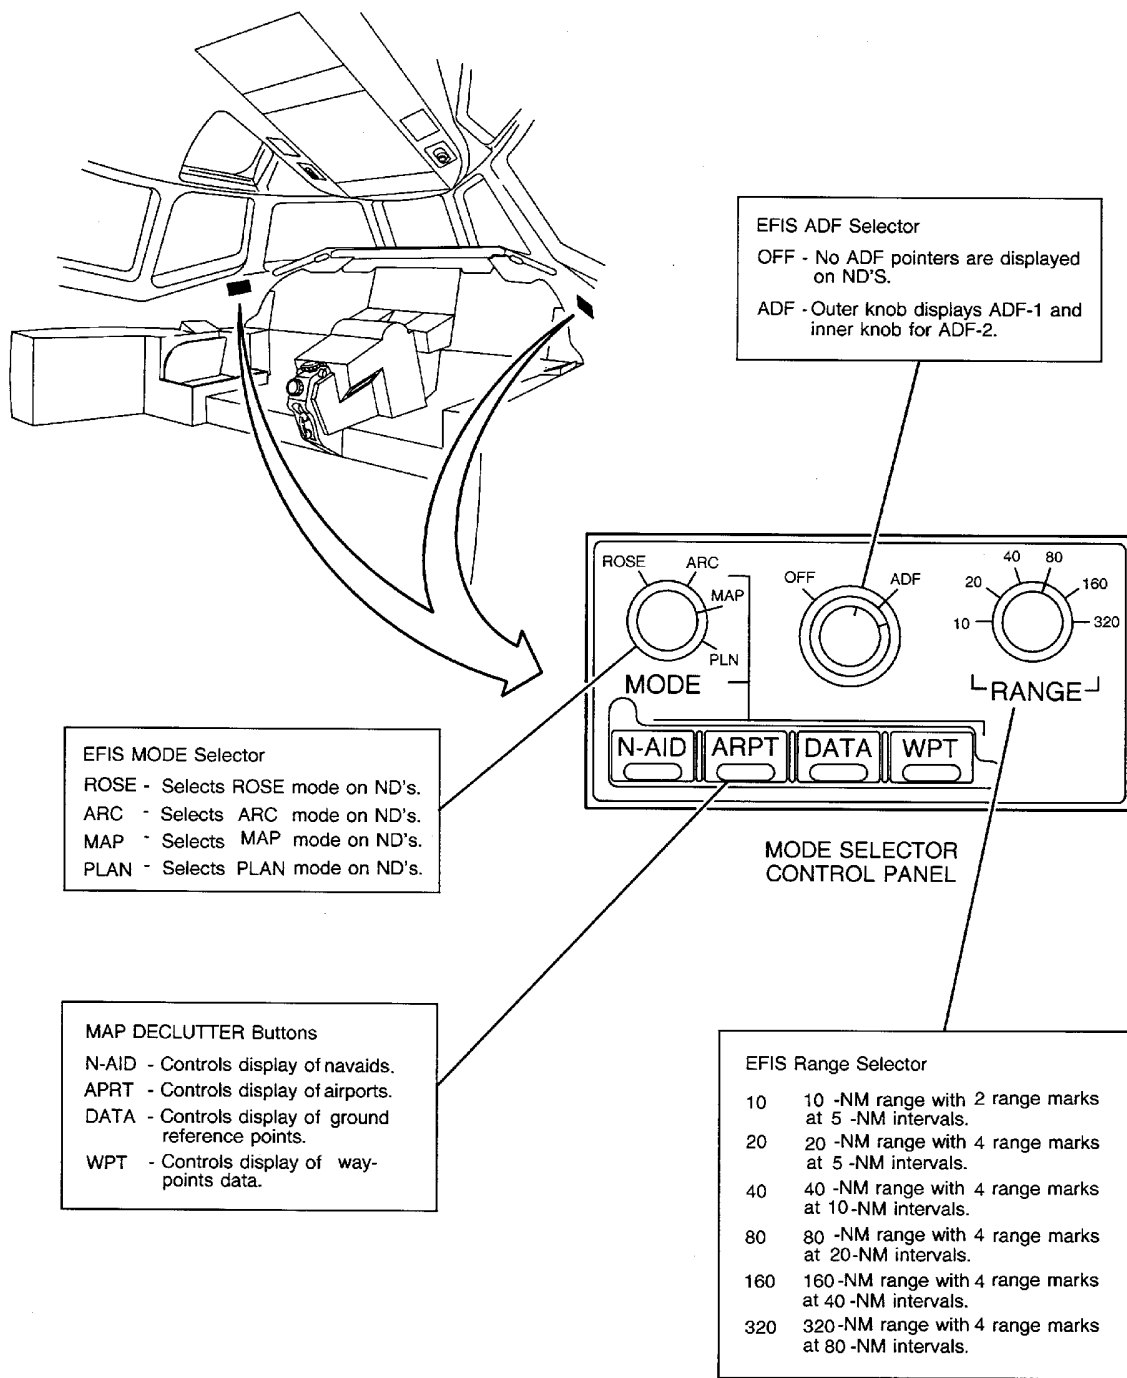 EFIS ADF Selector
OFF - No ADF pointers are displayed
on ND'S.
ADF - Outer knob displays ADF-1 and
inner knob for ADF-2.
ROSE
ARC
MAP
PLN
MODE
OFF
ADF
10
20
40
80
160
320
RANGE
N-AID
ARPT
DATA
WPT
MODE SELECTOR
CONTROL PANEL
EFIS MODE Selector
ROSE - Selects ROSE mode on ND's.
ARC - Selects ARC mode on ND's.
MAP - Selects MAP mode on ND's.
PLAN - Selects PLAN mode on ND's.
MAP DECLUTTER Buttons
N-AID - Controls display of navaids.
APRT - Controls display of airports.
DATA - Controls display of ground
reference points.
WPT - Controls display of way-
points data.
EFIS Range Selector
10 10 -NM range with 2 range marks
at 5 -NM intervals.
20 20 -NM range with 4 range marks
at 5 -NM intervals.
40 40 -NM range with 4 range marks
at 10-NM intervals.
80 80 -NM range with 4 range marks
at 20-NM intervals.
160 160-NM range with 4 range marks
at 40 -NM intervals.
320 320-NM range with 4 range marks
at 80 -NM intervals.